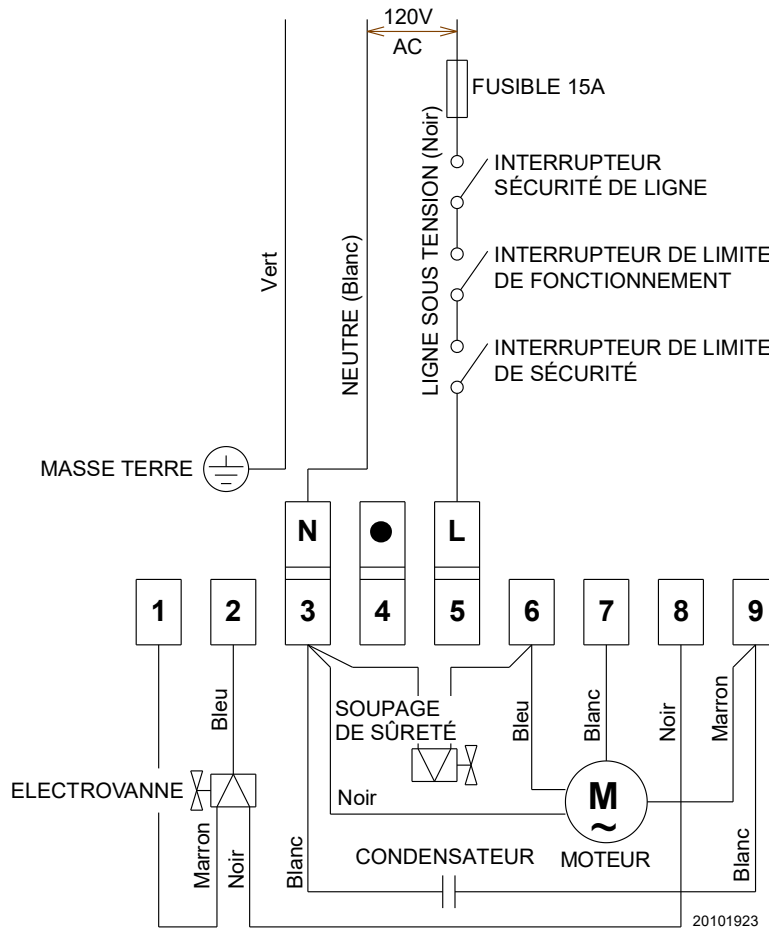 120V
AC
FUSIBLE 15A
INTERRUPTEUR
SÉCURITÉ DE LIGNE
INTERRUPTEUR DE LIMITE
DE FONCTIONNEMENT
INTERRUPTEUR DE LIMITE
DE SÉCURITÉ
Vert
NEUTRE (Blanc)
LIGNE SOUS TENSION (Noir)
MASSE TERRE
N ● L
1 2 3 4 5 6 7 8 9
Bleu
SOUPAGE
DE SÛRETÉ
Bleu
Blanc
Noir
Marron
ELECTROVANNE
Noir
M
~
Marron
Noir
Blanc
CONDENSATEUR
MOTEUR
Blanc
20101923